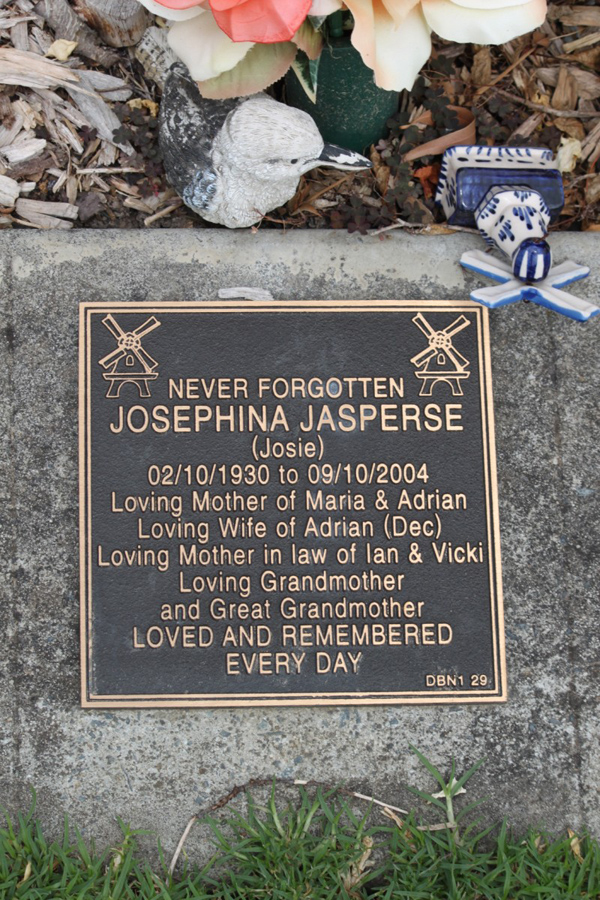 NEVER FORGOTTEN
JOSEPHINA JASPERSE
(Josie)
02/10/1930 to 09/10/2004
Loving Mother of Maria & Adrian
Loving Wife of Adrian (Dec)
Loving Mother in law of Ian & Vicki
Loving Grandmother
and Great Grandmother
LOVED AND REMEMBERED
EVERY DAY
DBN1 29